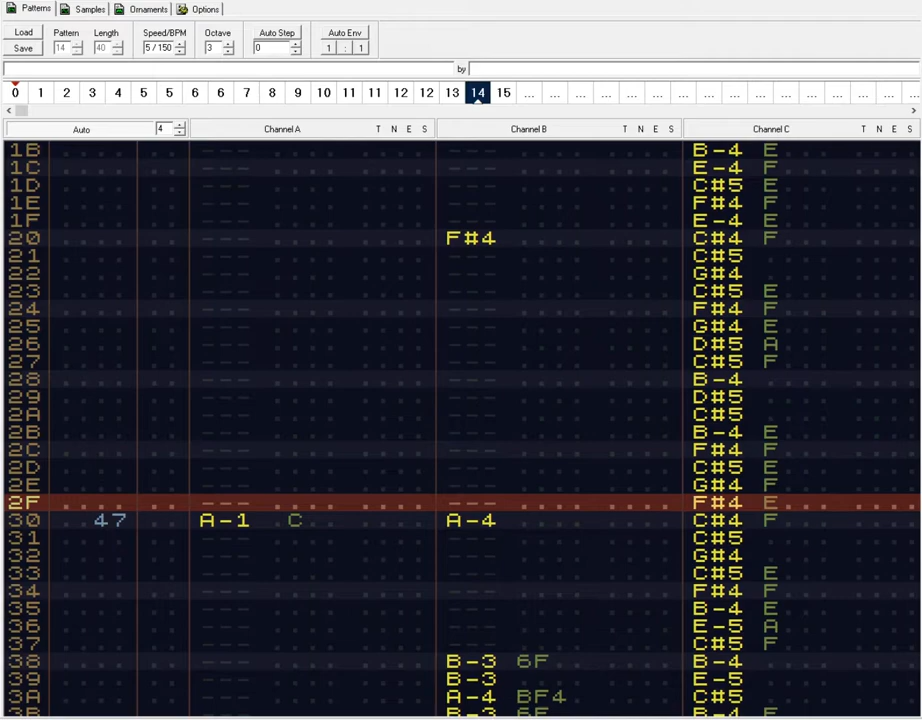 Patterns Samples Ornaments Options
Load Pattern Length Speed/BPM Octave Auto Step Auto Env
Save 14 40 5/150 3 0 1 : 1
by
0 1 2 3 4 5 5 6 6 7 8 9 10 11 11 12 12 13 14 15 ... ... ... ... ... ... ... ... ... ... ... ... ... ... ... ...
Auto 4 Channel A T N E S Channel B T N E S Channel C T N E S
1B --- --- B-4 E
1C --- --- E-4 F
1D --- --- C#5 E
1E --- --- F#4 F
1F --- --- E-4 E
20 --- F#4 C#4 F
21 --- --- C#5
22 --- --- G#4
23 --- --- C#5 E
24 --- --- F#4 F
25 --- --- G#4 E
26 --- --- D#5 A
27 --- --- C#5 F
28 --- --- B-4
29 --- --- D#5
2A --- --- C#5
2B --- --- B-4 E
2C --- --- F#4 F
2D --- --- C#5 E
2E --- --- G#4 F
2F --- --- F#4 E
30 47 A-1 C A-4 C#4 F
31 --- --- C#5
32 --- --- G#4
33 --- --- C#5 E
34 --- --- F#4 F
35 --- --- B-4 E
36 --- --- E-5 A
37 --- --- C#5 F
38 --- B-3 6F B-4
39 --- B-3 E-5
3A --- A-4 BF4 C#5
3B --- B-3 6F B-4 E